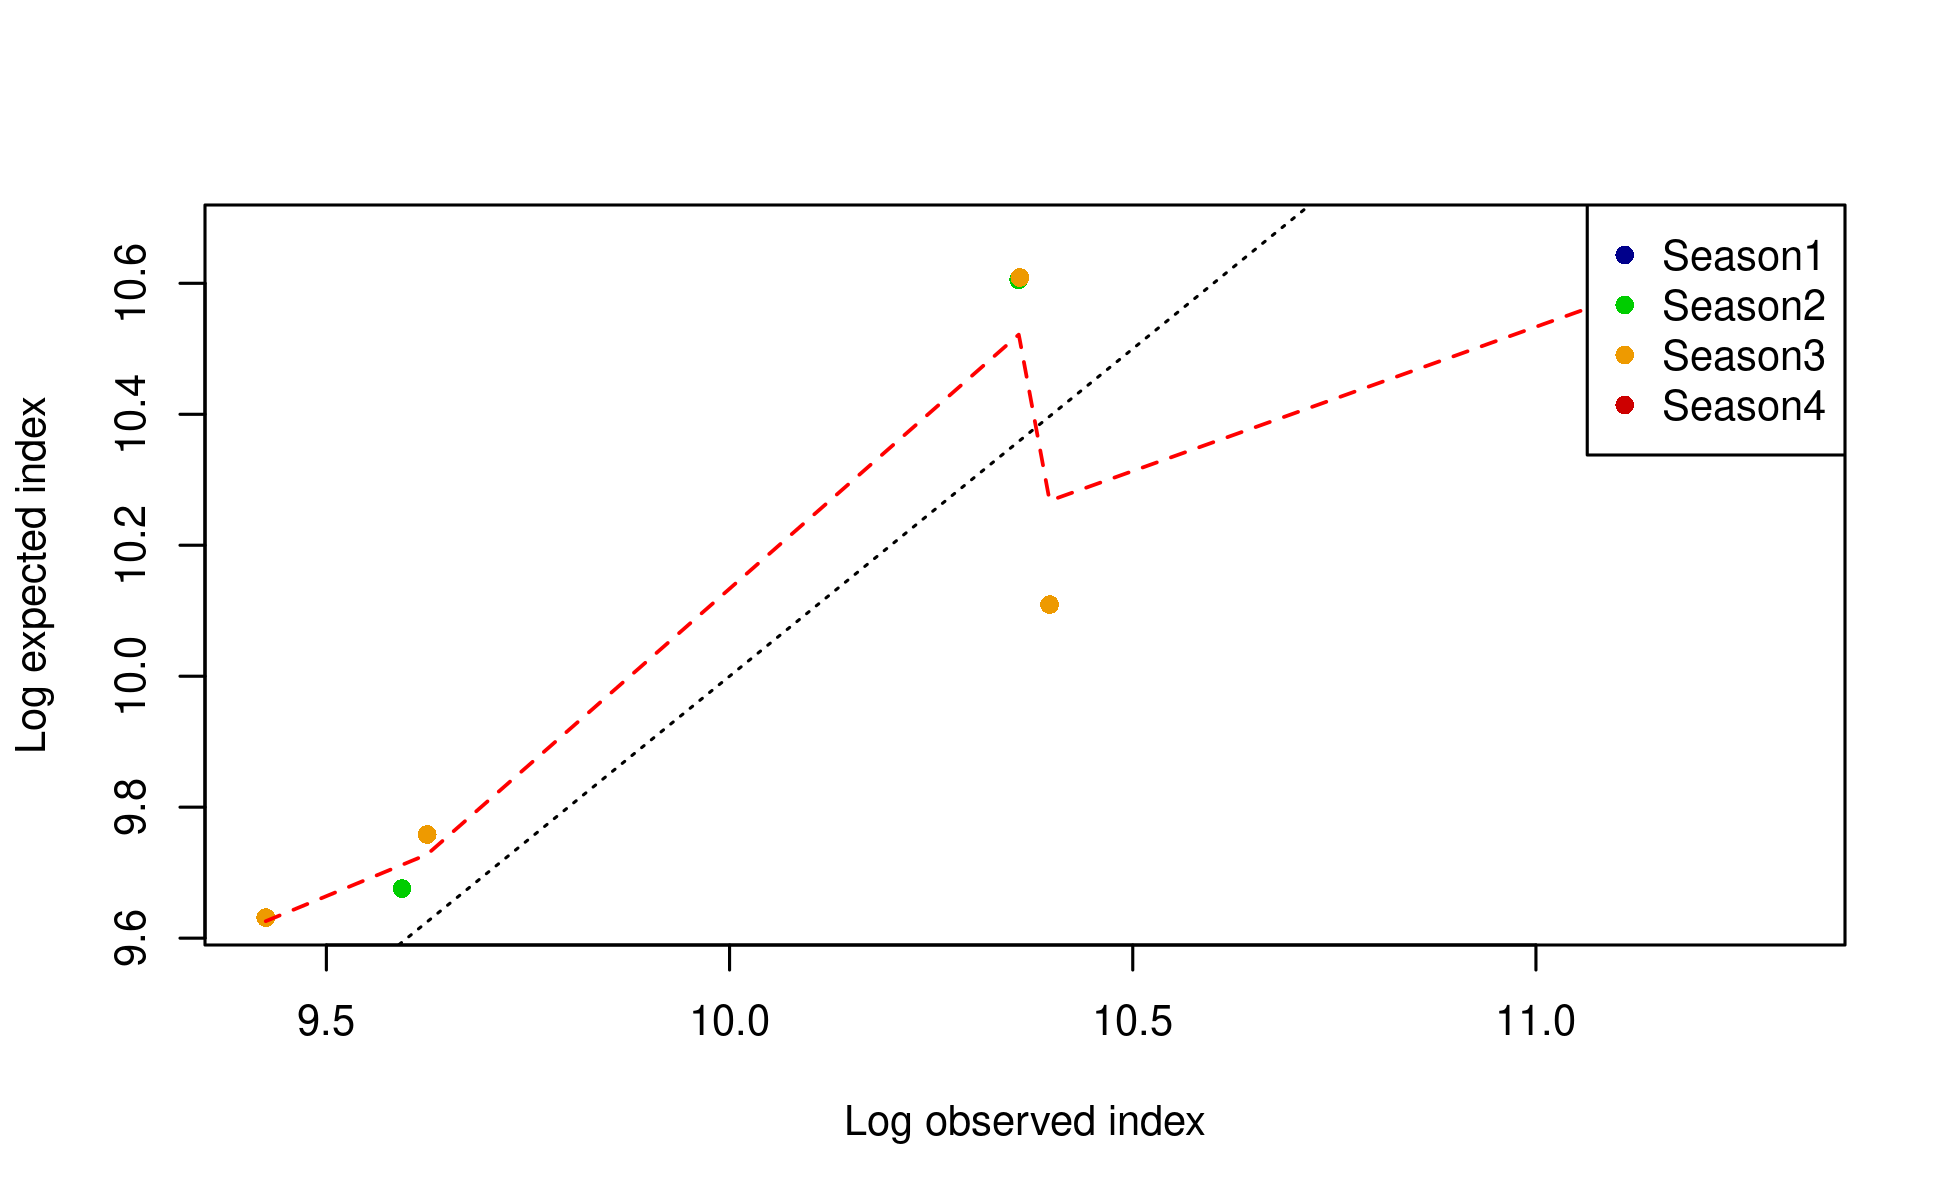 Season1
Season2
Season3
Season4
10.6
10.4
10.2
10.0
9.8
9.6
Log expected index
9.5 10.0 10.5 11.0
Log observed index